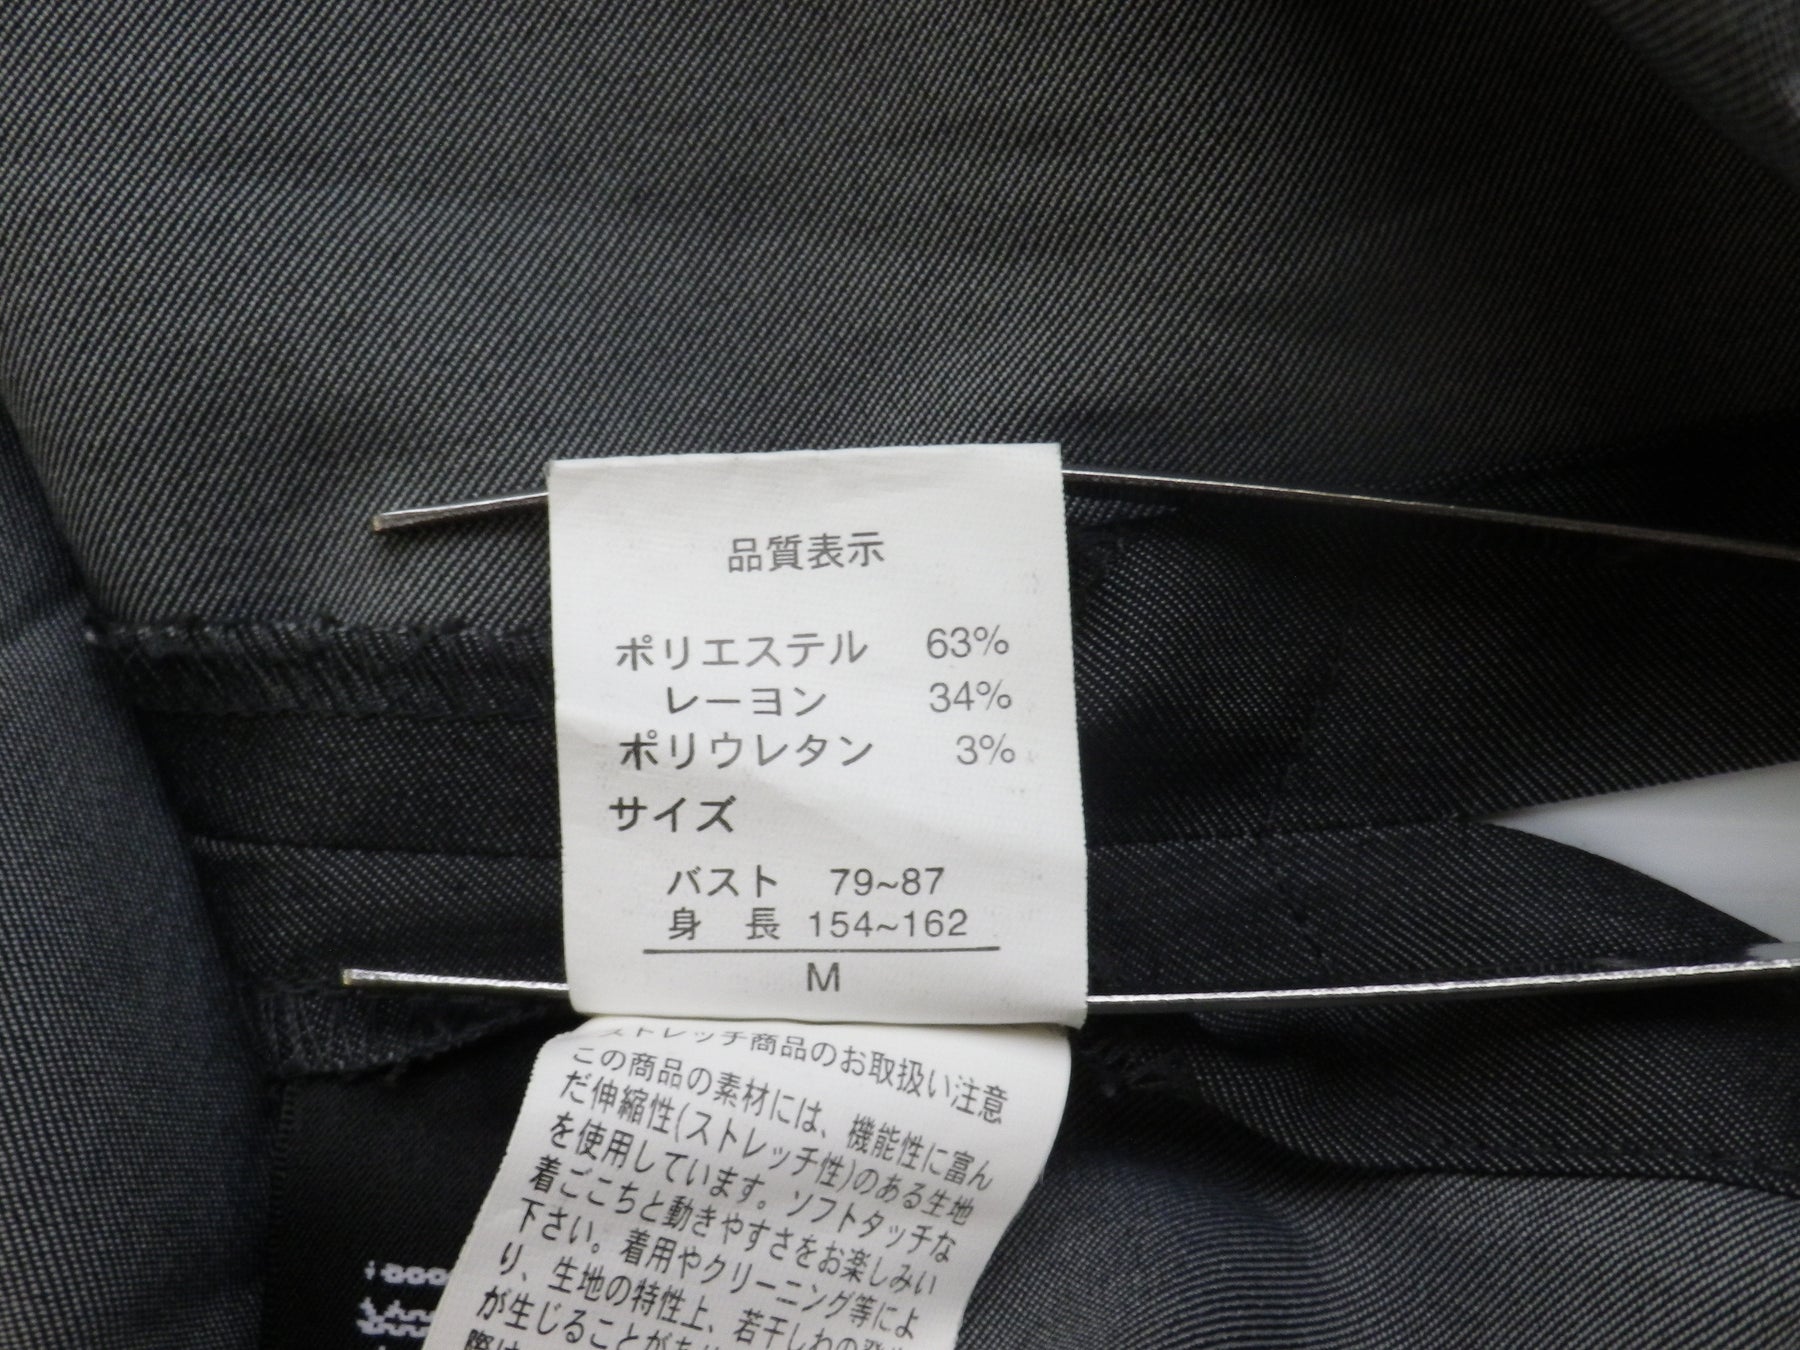 品質表示
ポリエステル 63%
レーヨン 34%
ポリウレタン 3%
サイズ
バスト 79~87
身 長 154~162
M
ストレッチ商品のお取扱い注意
この商品の素材には、機能性に富ん
だ伸縮性(ストレッチ性)のある生地
を使用しています。ソフトタッチな
着ごこちと動きやすさをお楽しみい
下さい。着用やクリーニング等によ
り、生地の特性上、若干しわの
が生じることが
際は